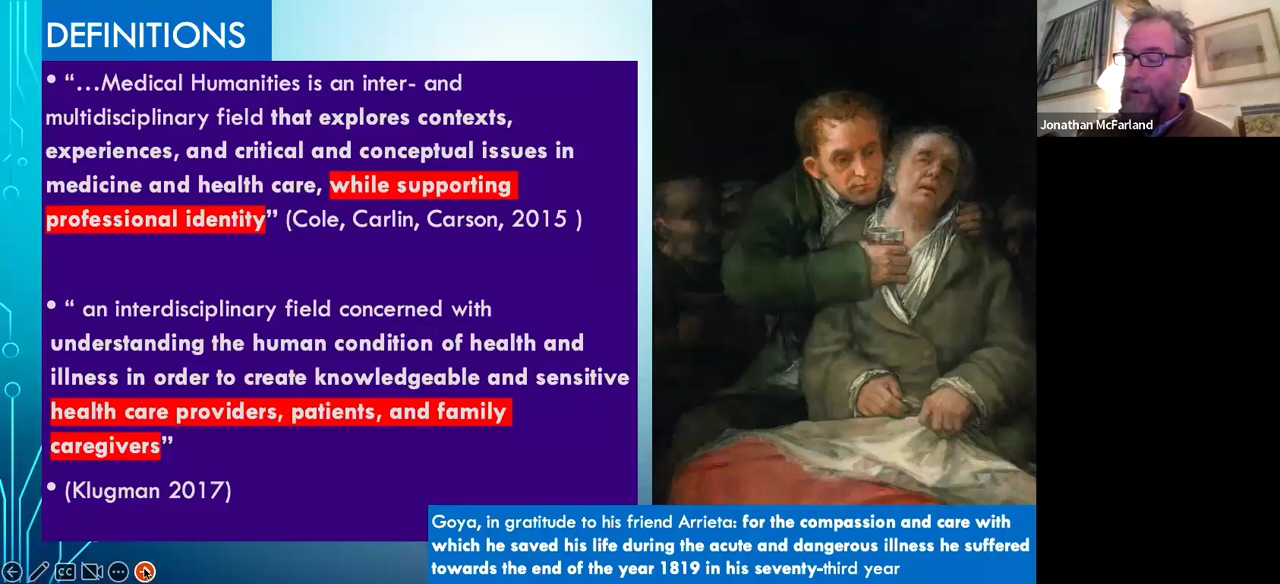 DEFINITIONS
• “…Medical Humanities is an inter- and
multidisciplinary field that explores contexts,
experiences, and critical and conceptual issues in
medicine and health care, while supporting
professional identity” (Cole, Carlin, Carson, 2015 )
• “ an interdisciplinary field concerned with
understanding the human condition of health and
illness in order to create knowledgeable and sensitive
health care providers, patients, and family
caregivers”
• (Klugman 2017)
Goya, in gratitude to his friend Arrieta: for the compassion and care with
which he saved his life during the acute and dangerous illness he suffered
towards the end of the year 1819 in his seventy-third year
Jonathan McFarland
CC